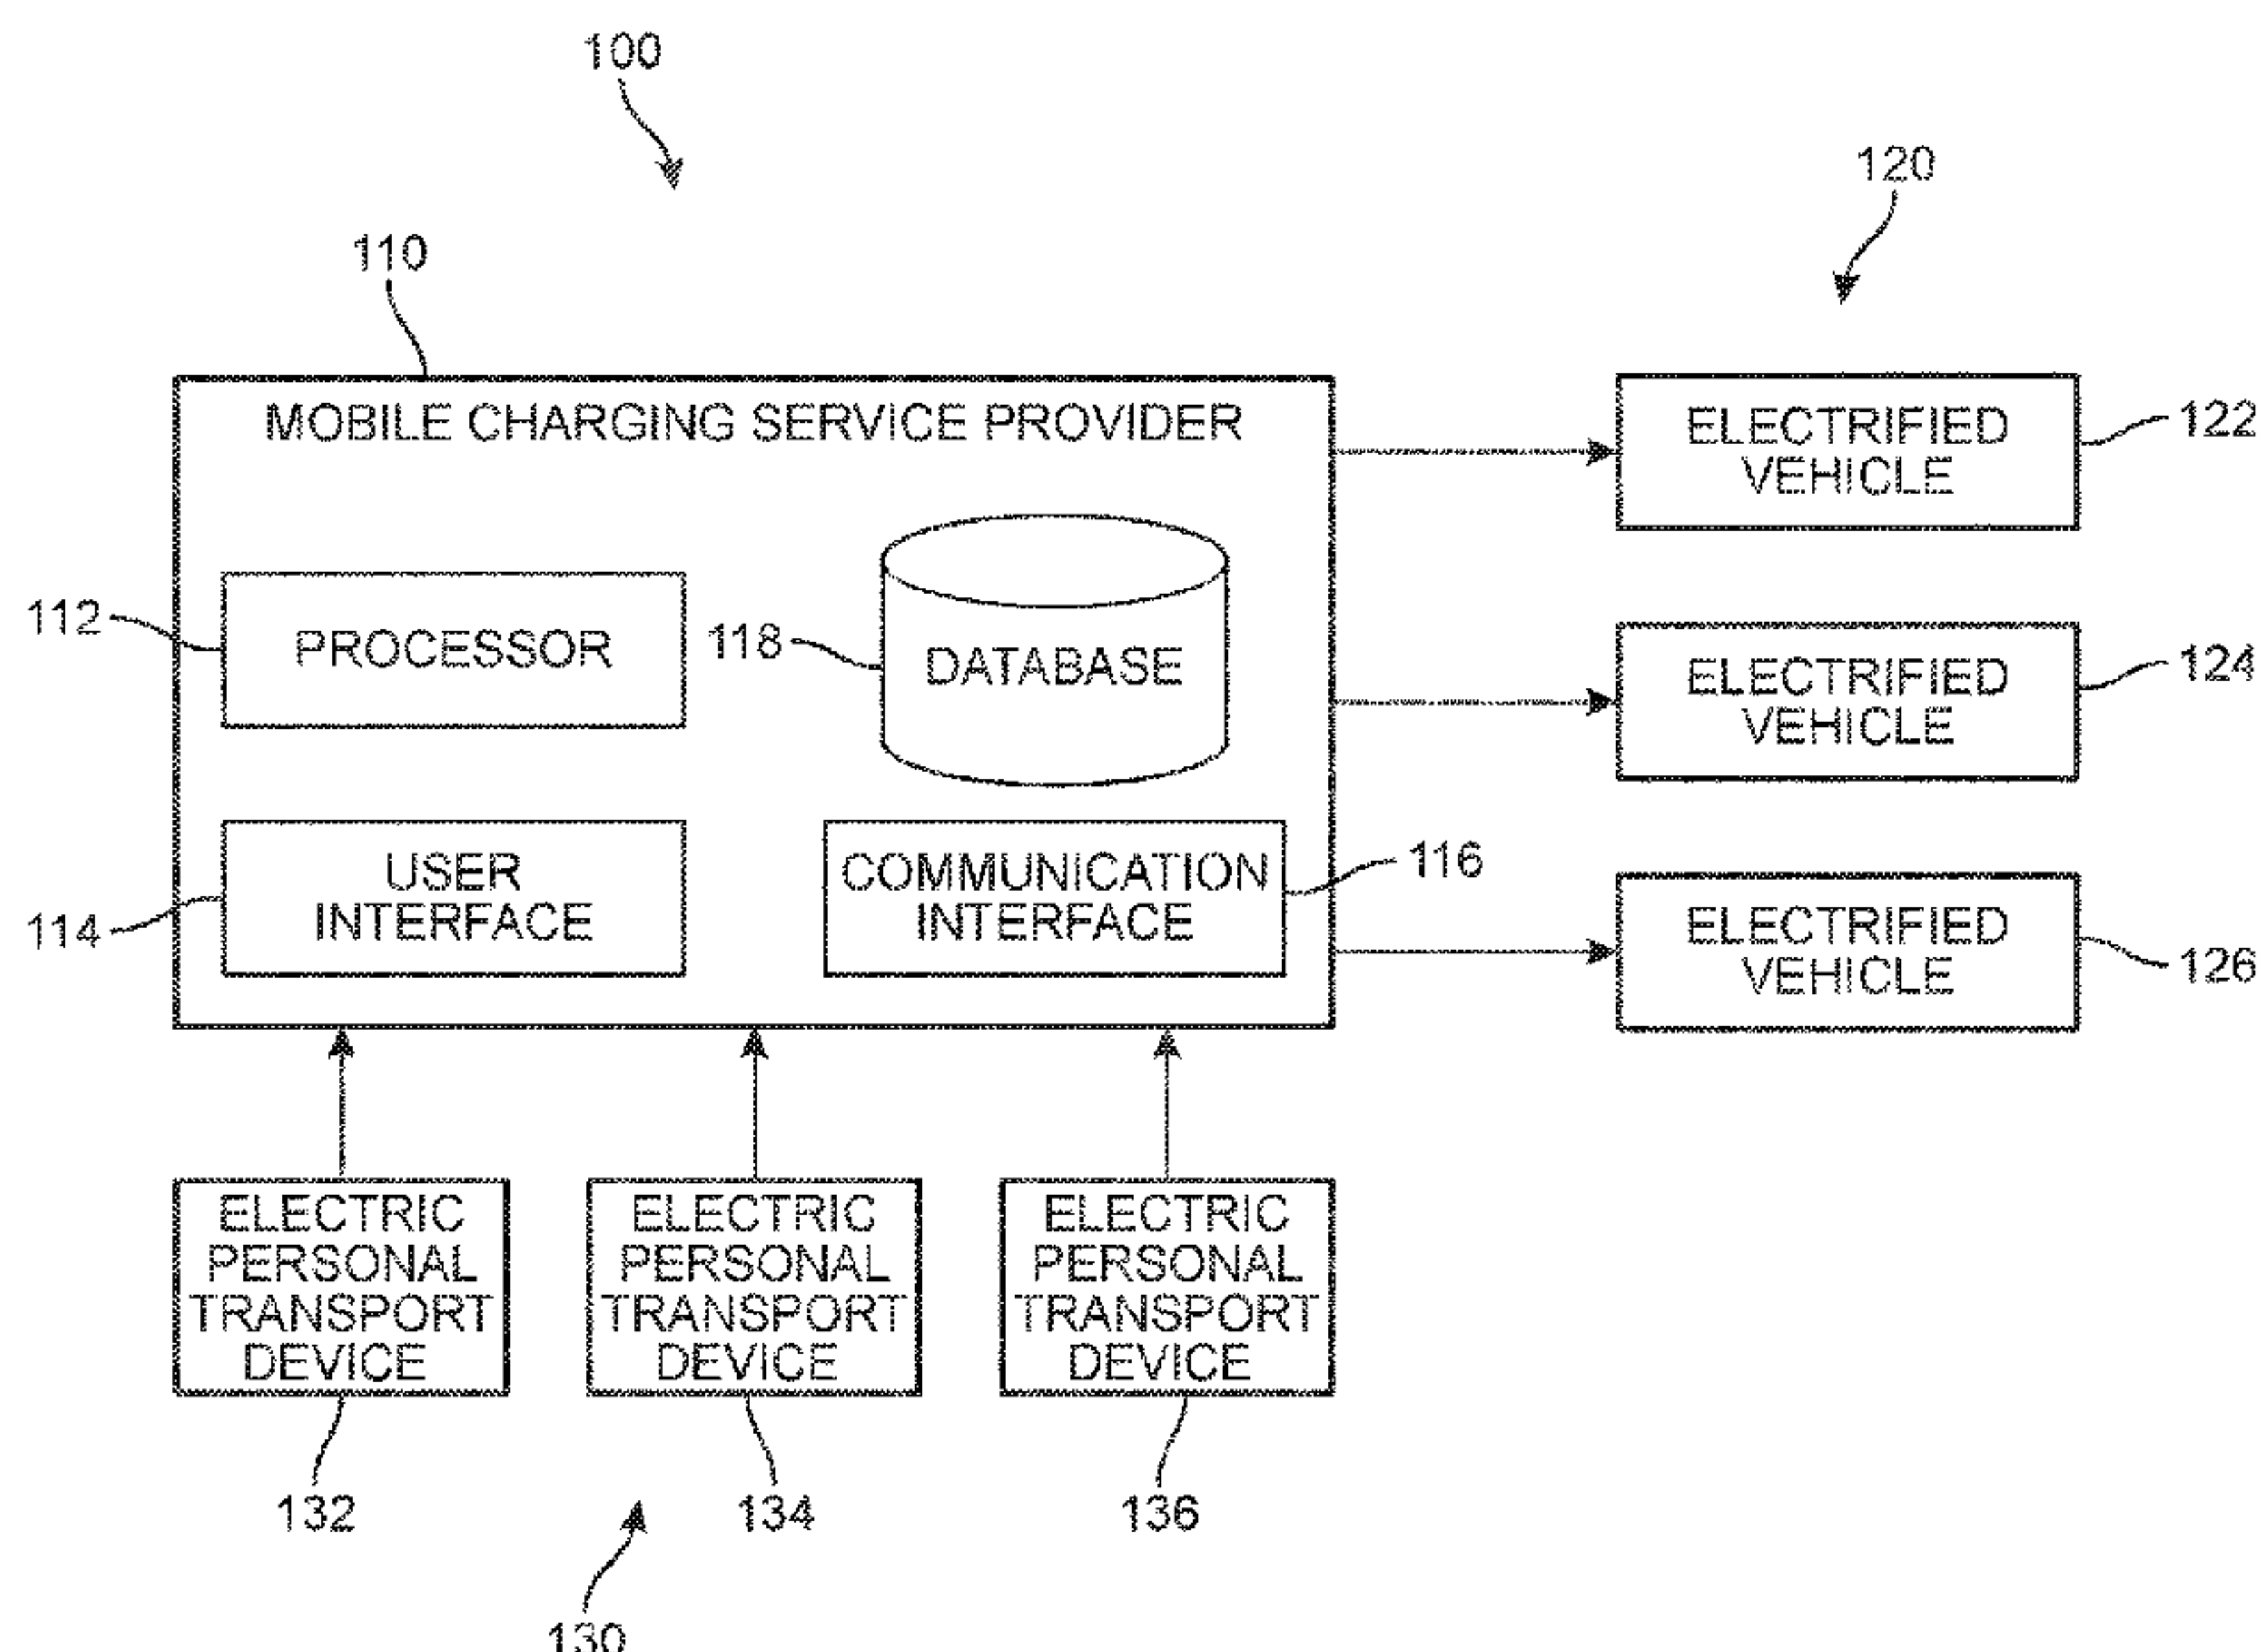 100
120
110
MOBILE CHARGING SERVICE PROVIDER
ELECTRIFIED
VEHICLE
122
112
PROCESSOR
118
DATABASE
ELECTRIFIED
VEHICLE
124
114
USER
INTERFACE
COMMUNICATION
INTERFACE
116
ELECTRIFIED
VEHICLE
126
ELECTRIC
PERSONAL
TRANSPORT
DEVICE
ELECTRIC
PERSONAL
TRANSPORT
DEVICE
ELECTRIC
PERSONAL
TRANSPORT
DEVICE
132
134
136
130